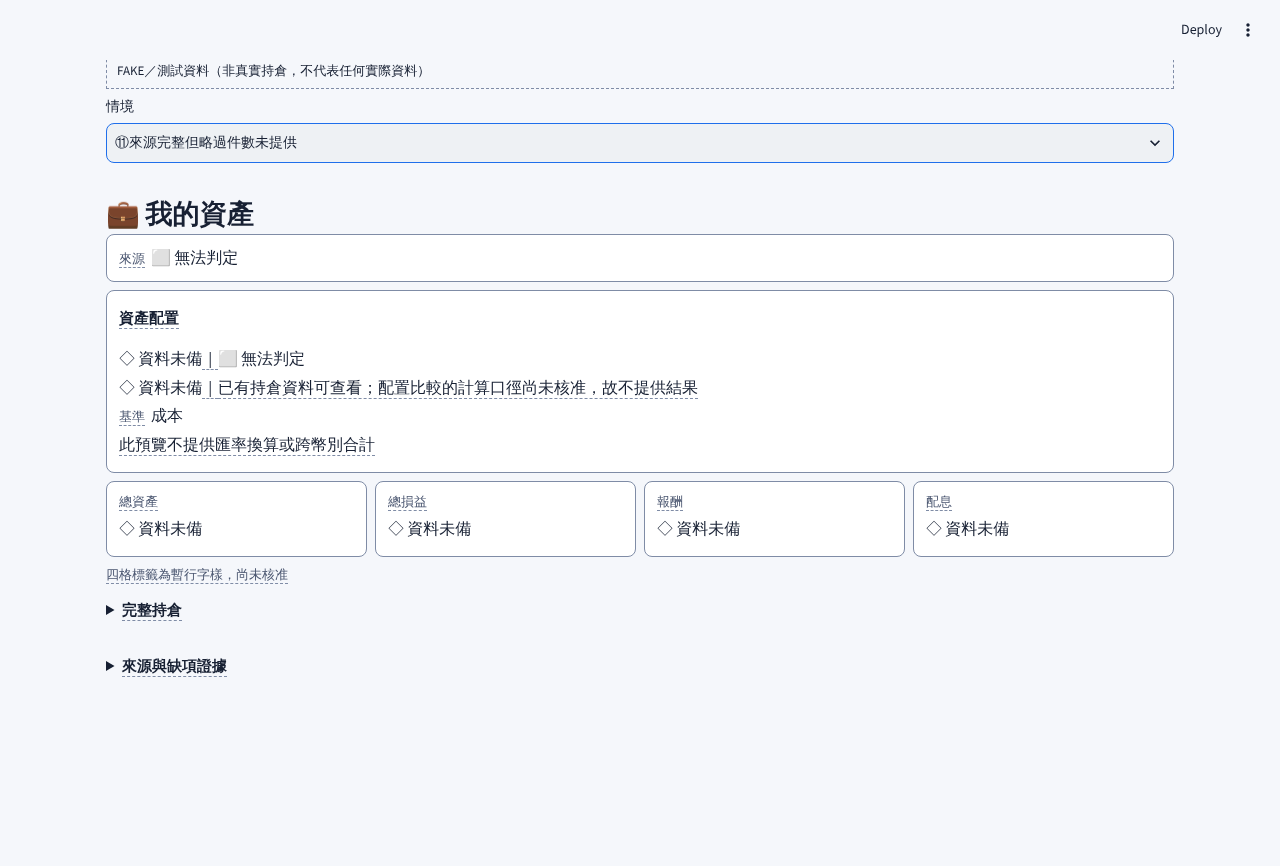 Deploy
FAKE／測試資料（非真實持倉，不代表任何實際資料）
情境
⑪來源完整但略過件數未提供
💼 我的資產
來源 ⬜ 無法判定
資產配置
◇ 資料未備｜⬜ 無法判定
◇ 資料未備｜已有持倉資料可查看；配置比較的計算口徑尚未核准，故不提供結果
基準 成本
此預覽不提供匯率換算或跨幣別合計
總資產
◇ 資料未備
總損益
◇ 資料未備
報酬
◇ 資料未備
配息
◇ 資料未備
四格標籤為暫行字樣，尚未核准
▶ 完整持倉
▶ 來源與缺項證據